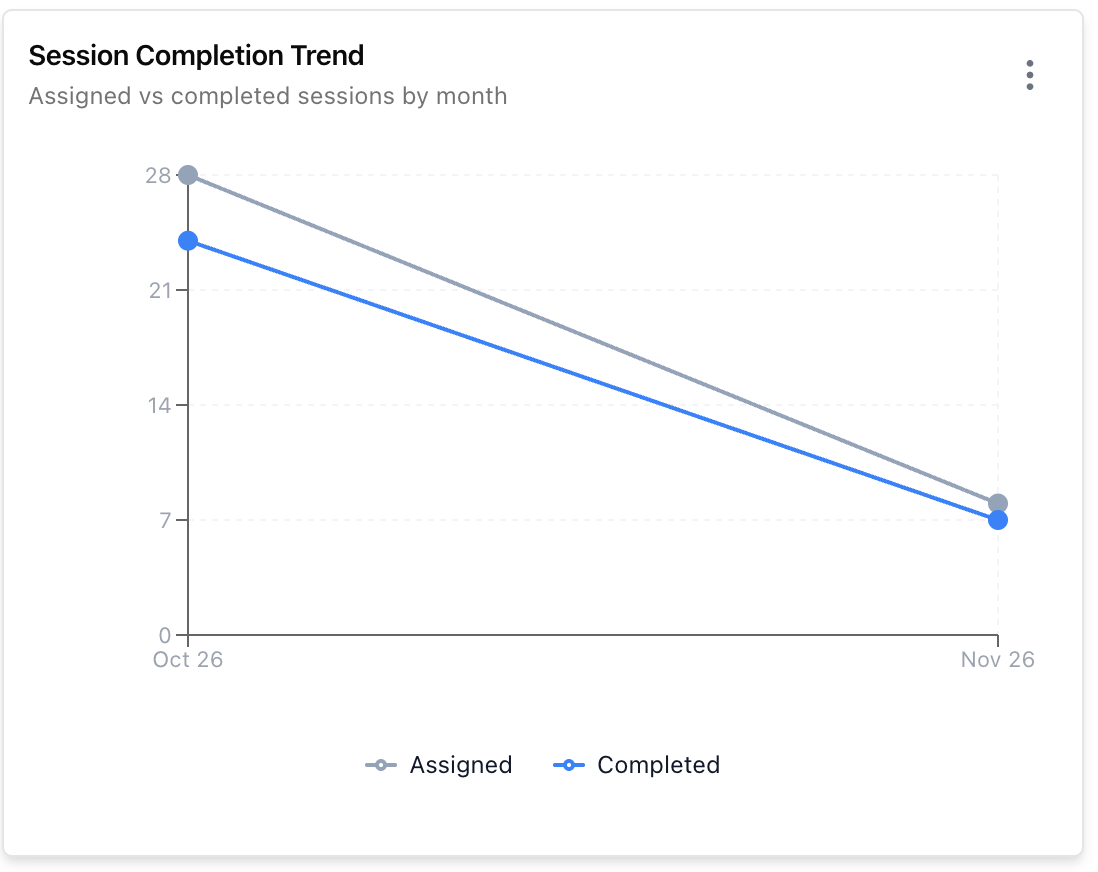 Session Completion Trend
Assigned vs completed sessions by month
28
21
14
7
0
Oct 26 Nov 26
Assigned Completed